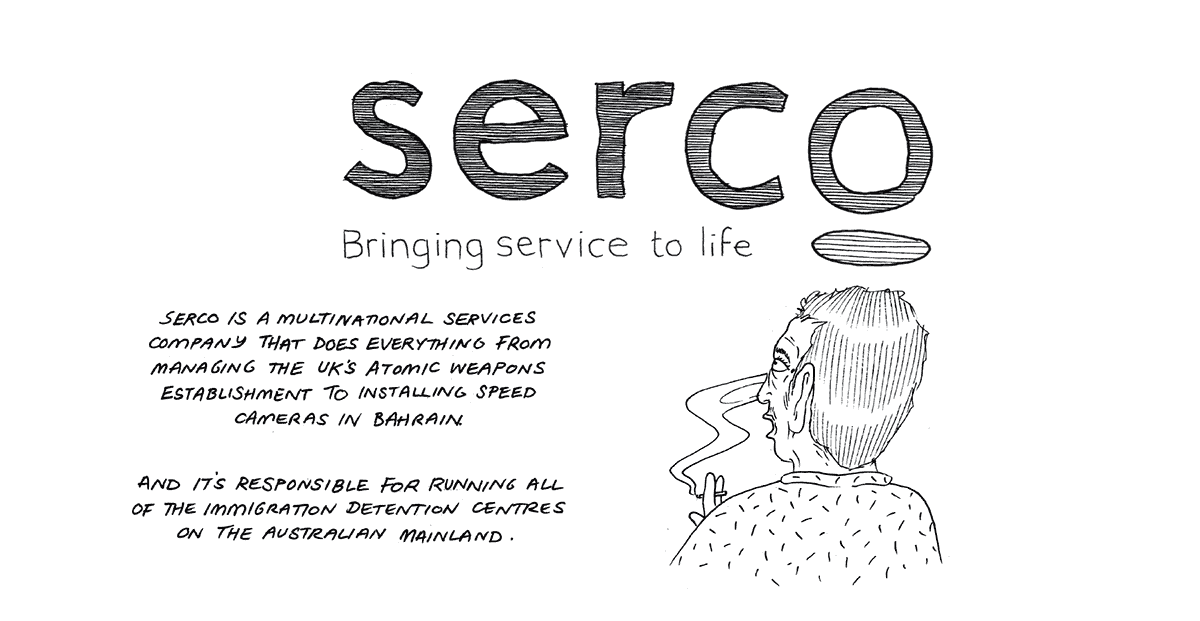 serco
Bringing service to life
SERCO IS A MULTINATIONAL SERVICES
COMPANY THAT DOES EVERYTHING FROM
MANAGING THE UK'S ATOMIC WEAPONS
ESTABLISHMENT TO INSTALLING SPEED
CAMERAS IN BAHRAIN.
AND IT'S RESPONSIBLE FOR RUNNING ALL
OF THE IMMIGRATION DETENTION CENTRES
ON THE AUSTRALIAN MAINLAND.